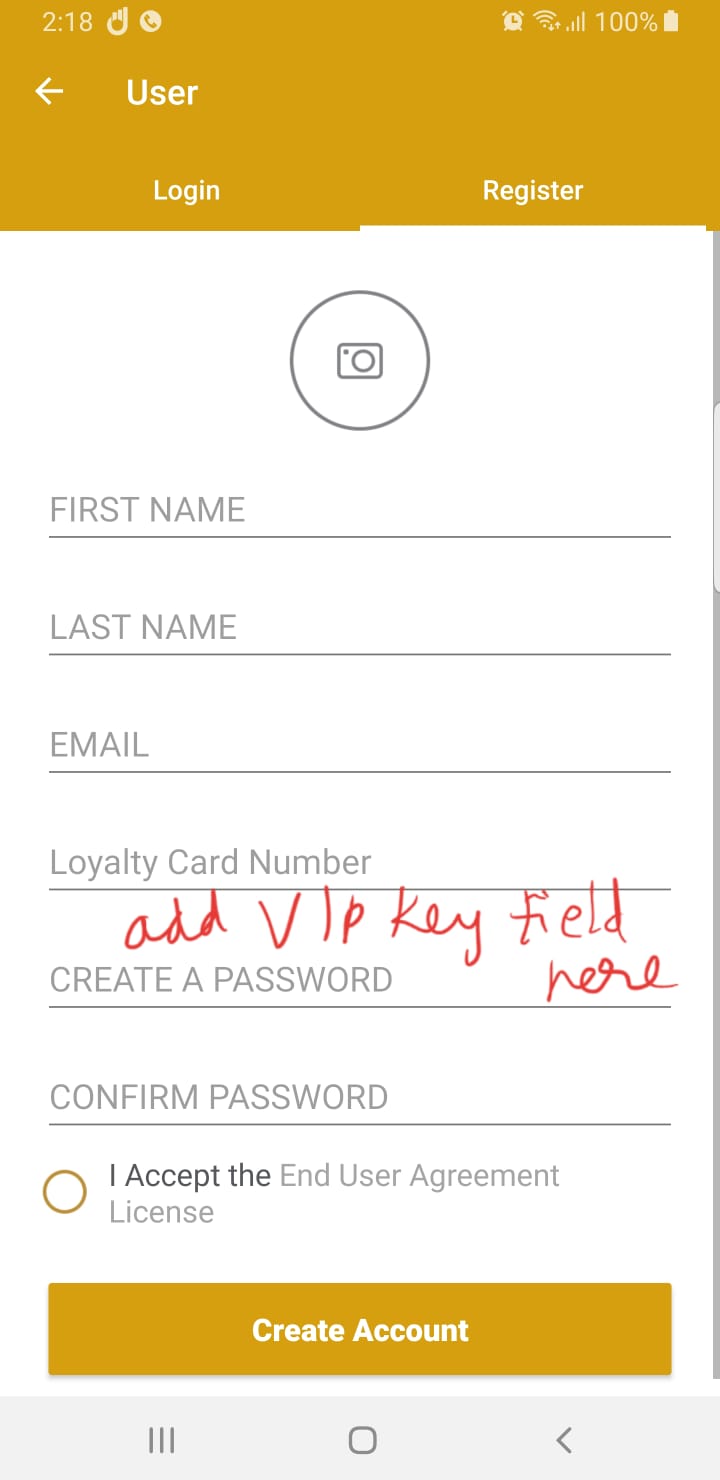 2:18 100%
User
Login Register
FIRST NAME
LAST NAME
EMAIL
Loyalty Card Number
add VIp key field
here
CREATE A PASSWORD
CONFIRM PASSWORD
I Accept the End User Agreement
License
Create Account